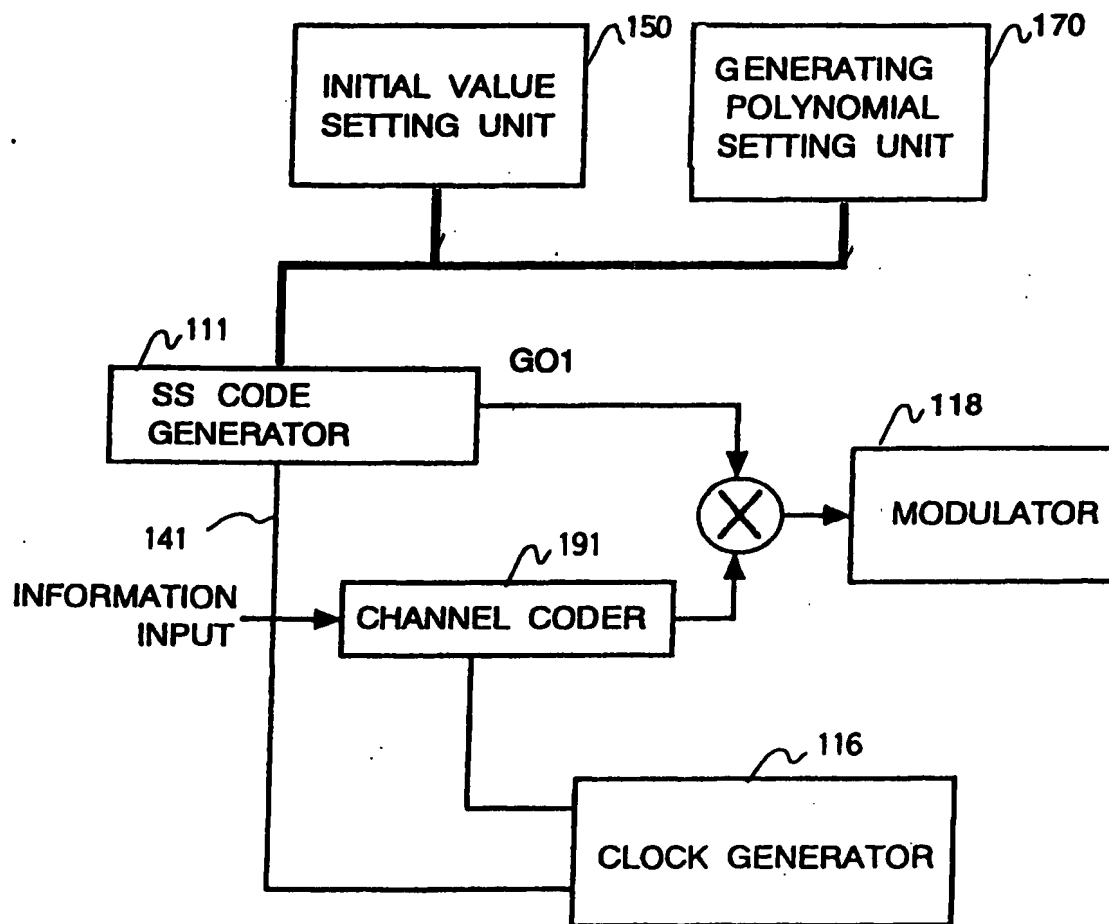 150
INITIAL VALUE
SETTING UNIT
170
GENERATING
POLYNOMIAL
SETTING UNIT
111
SS CODE
GENERATOR
GO1
118
MODULATOR
141
191
INFORMATION
INPUT
CHANNEL CODER
116
CLOCK GENERATOR